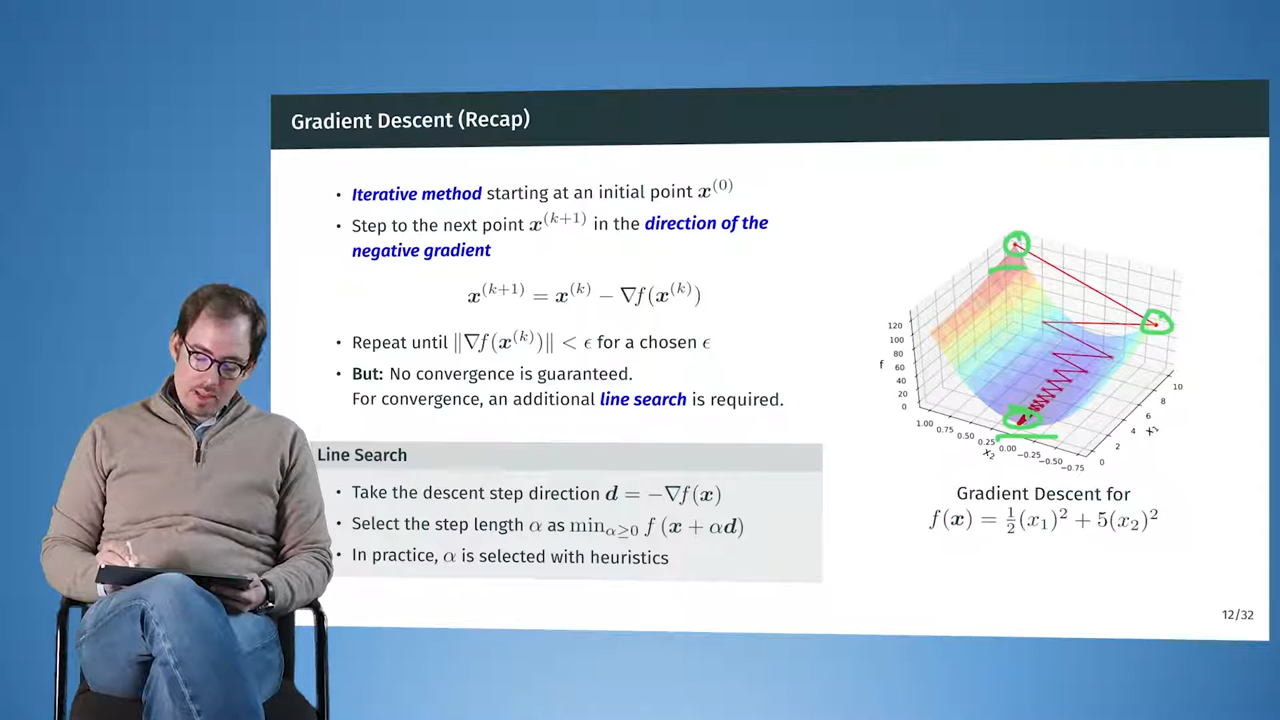 Gradient Descent (Recap)
• Iterative method starting at an initial point x^(0)
• Step to the next point x^(k+1) in the direction of the
negative gradient
x^(k+1) = x^(k) − ∇f(x^(k))
• Repeat until ‖∇f(x^(k))‖ < ϵ for a chosen ϵ
• But: No convergence is guaranteed.
For convergence, an additional line search is required.
Line Search
• Take the descent step direction d = −∇f(x)
• Select the step length α as min_{α≥0} f (x + αd)
• In practice, α is selected with heuristics
120
100
80
60
40
20
0
f
1.00 0.75 0.50 0.25 0.00 −0.25 −0.50 −0.75
x₂
0 2 4 6 8 10
x₁
Gradient Descent for
f(x) = ½(x₁)² + 5(x₂)²
12/32